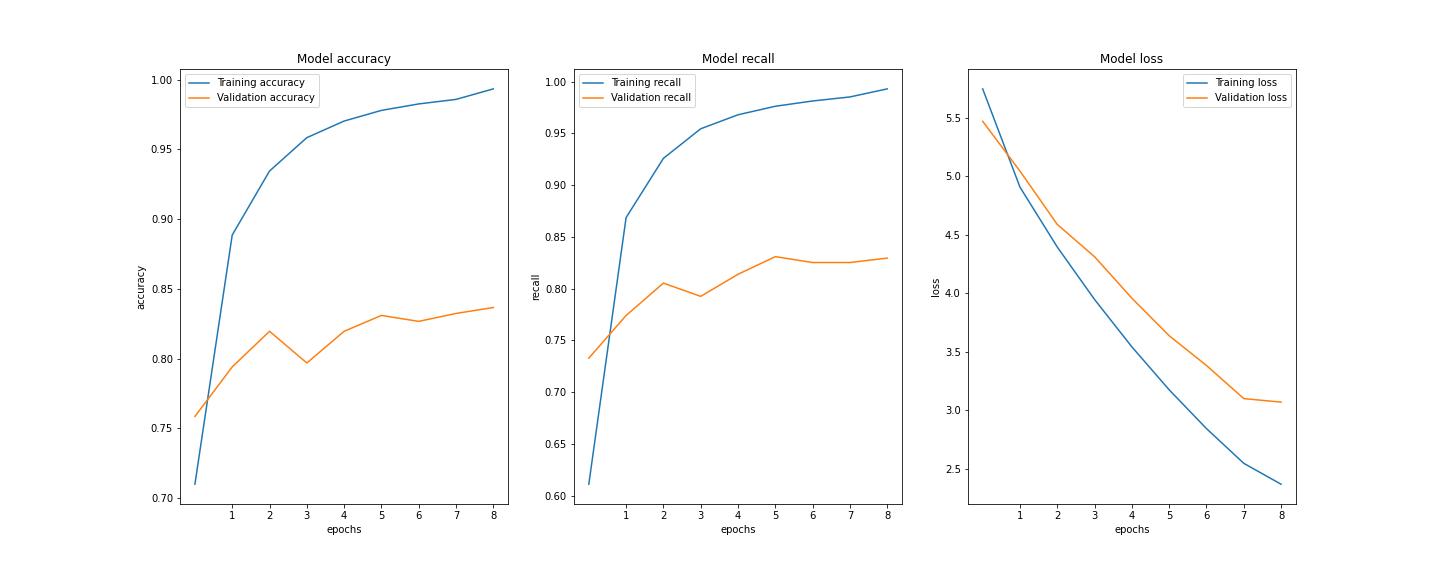 Model accuracy
Training accuracy
Validation accuracy
1.00
0.95
0.90
0.85
0.80
0.75
0.70
accuracy
1 2 3 4 5 6 7 8
epochs
Model recall
Training recall
Validation recall
1.00
0.95
0.90
0.85
0.80
0.75
0.70
0.65
0.60
recall
1 2 3 4 5 6 7 8
epochs
Model loss
Training loss
Validation loss
5.5
5.0
4.5
4.0
3.5
3.0
2.5
loss
1 2 3 4 5 6 7 8
epochs